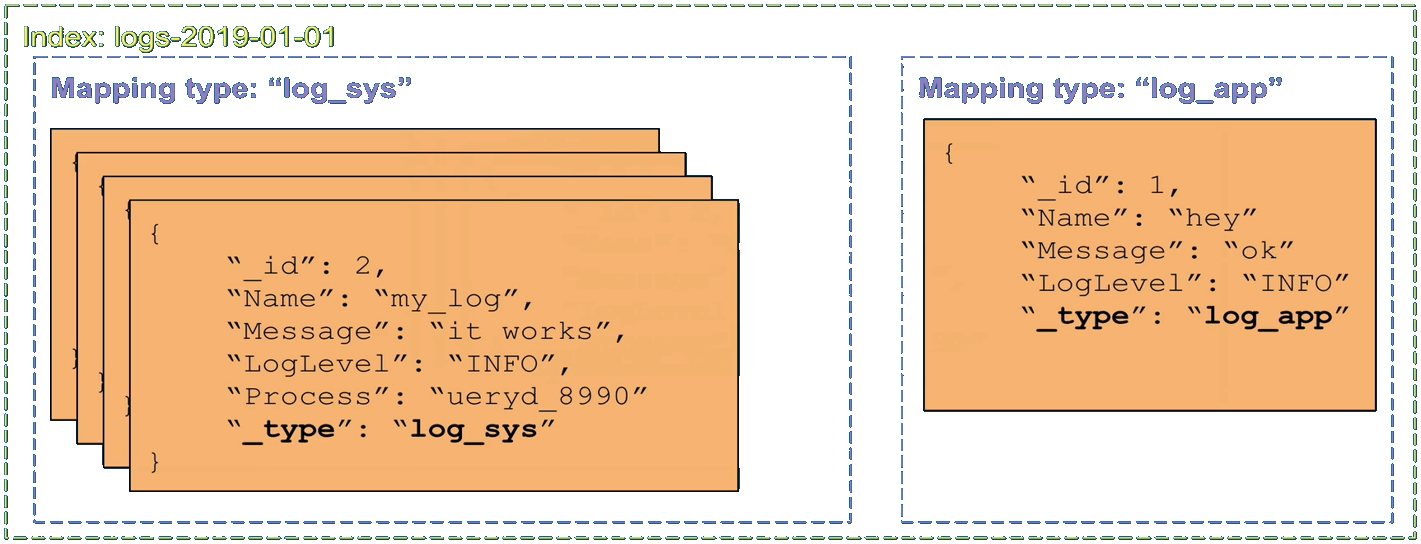 Index: logs-2019-01-01
Mapping type: “log_sys”
{
{
{
{
{
“_id”: 2,
“Name”: “my_log”,
“Message”: “it works”,
“LogLevel”: “INFO”,
“Process”: “ueryd_8990”
“_type”: “log_sys”
}
}
}
}
Mapping type: “log_app”
{
“_id”: 1,
“Name”: “hey”
“Message”: “ok”
“LogLevel”: “INFO”
“_type”: “log_app”